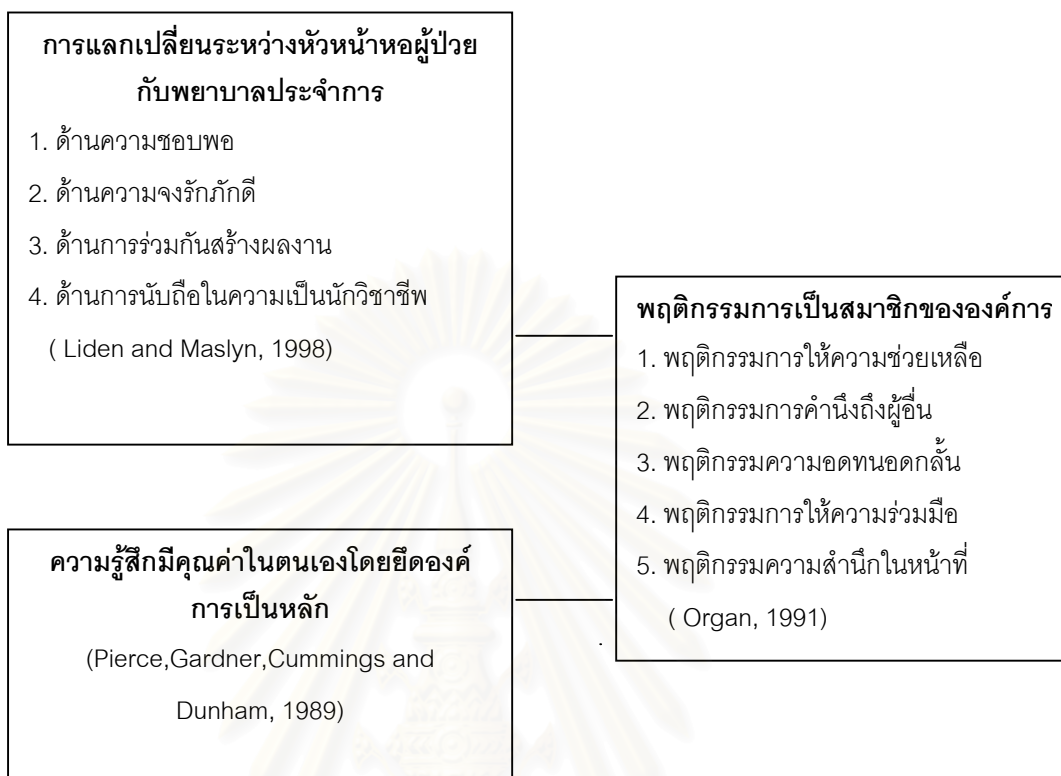 การแลกเปลี่ยนระหว่างหัวหน้าหอผู้ป่วย
กับพยาบาลประจำการ
1. ด้านความชอบพอ
2. ด้านความจงรักภักดี
3. ด้านการร่วมกันสร้างผลงาน
4. ด้านการนับถือในความเป็นนักวิชาชีพ
( Liden and Maslyn, 1998)
ความรู้สึกมีคุณค่าในตนเองโดยยึดองค์
การเป็นหลัก
(Pierce,Gardner,Cummings and
Dunham, 1989)
พฤติกรรมการเป็นสมาชิกขององค์การ
1. พฤติกรรมการให้ความช่วยเหลือ
2. พฤติกรรมการคำนึงถึงผู้อื่น
3. พฤติกรรมความอดทนอดกลั้น
4. พฤติกรรมการให้ความร่วมมือ
5. พฤติกรรมความสำนึกในหน้าที่
( Organ, 1991)
.